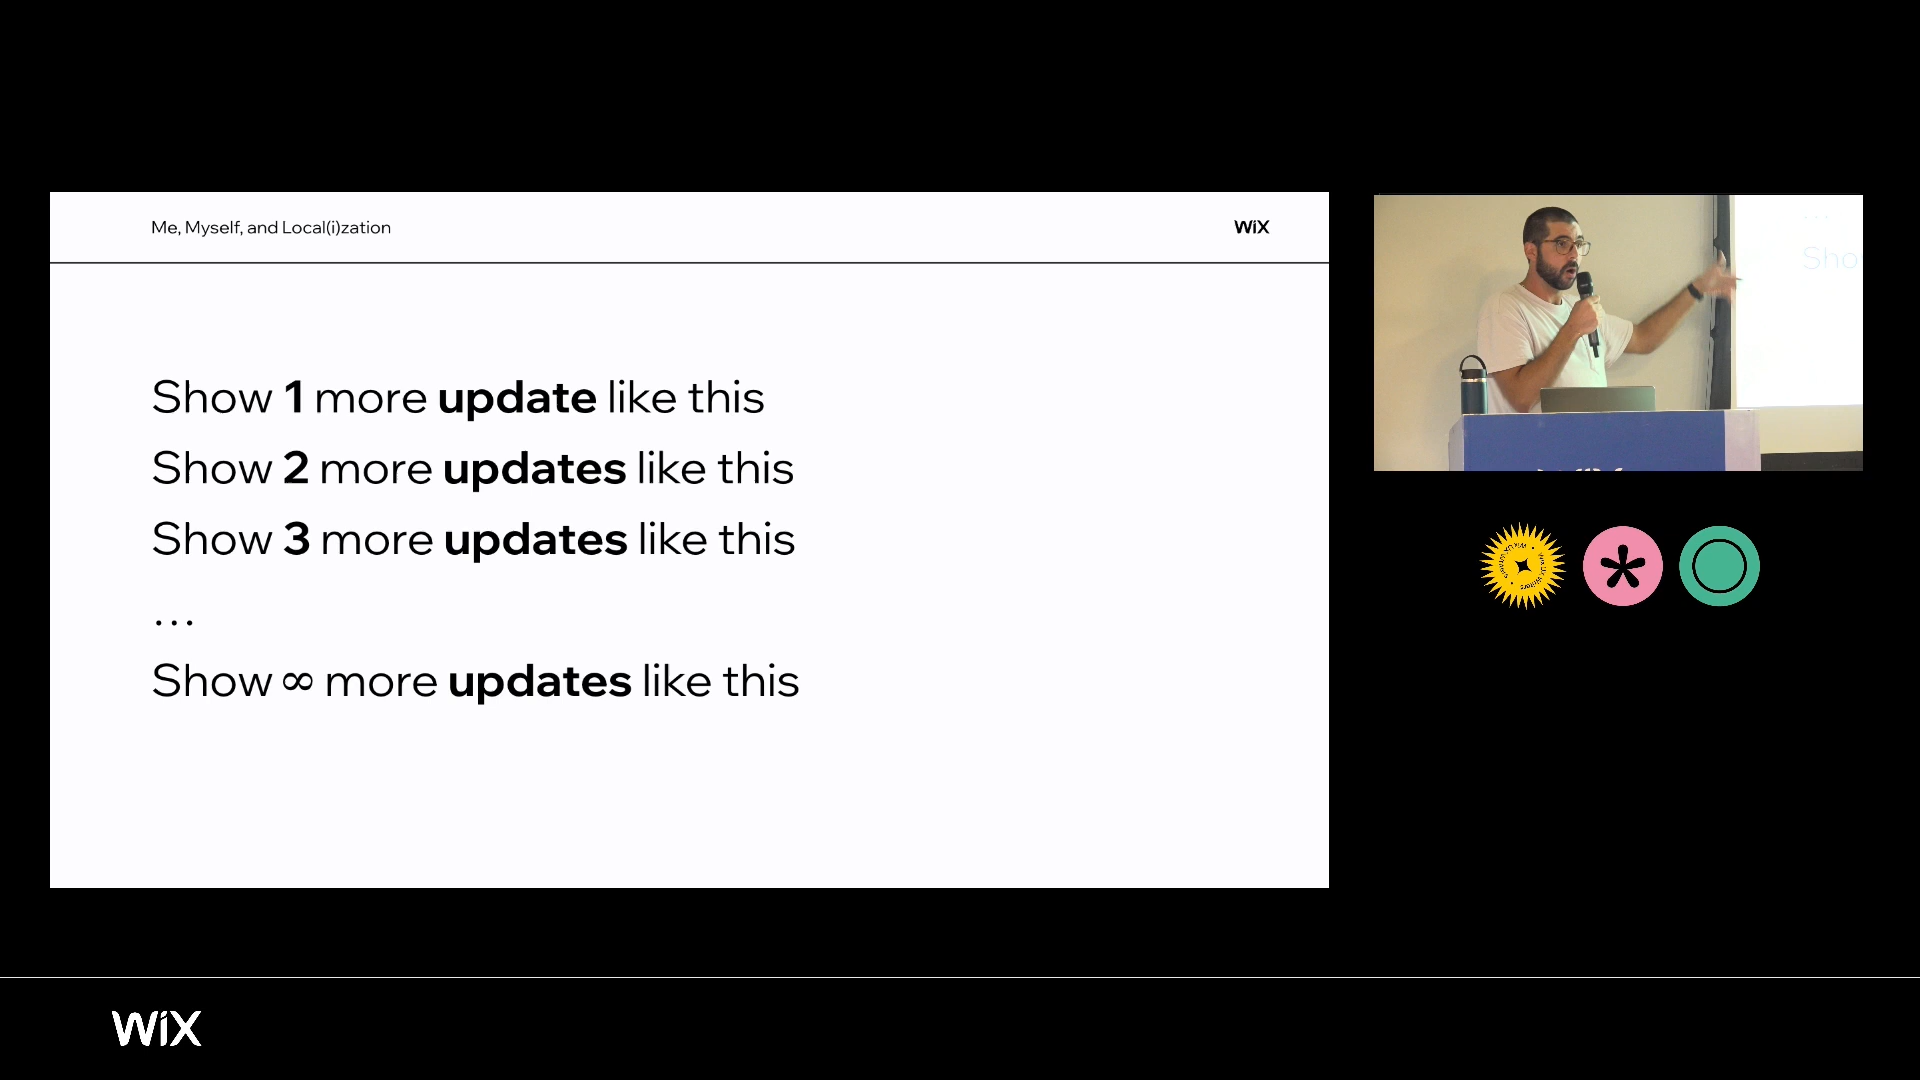 Me, Myself, and Local(i)zation
WiX
Show 1 more update like this
Show 2 more updates like this
Show 3 more updates like this
...
Show ∞ more updates like this
... 
Sho
WiX